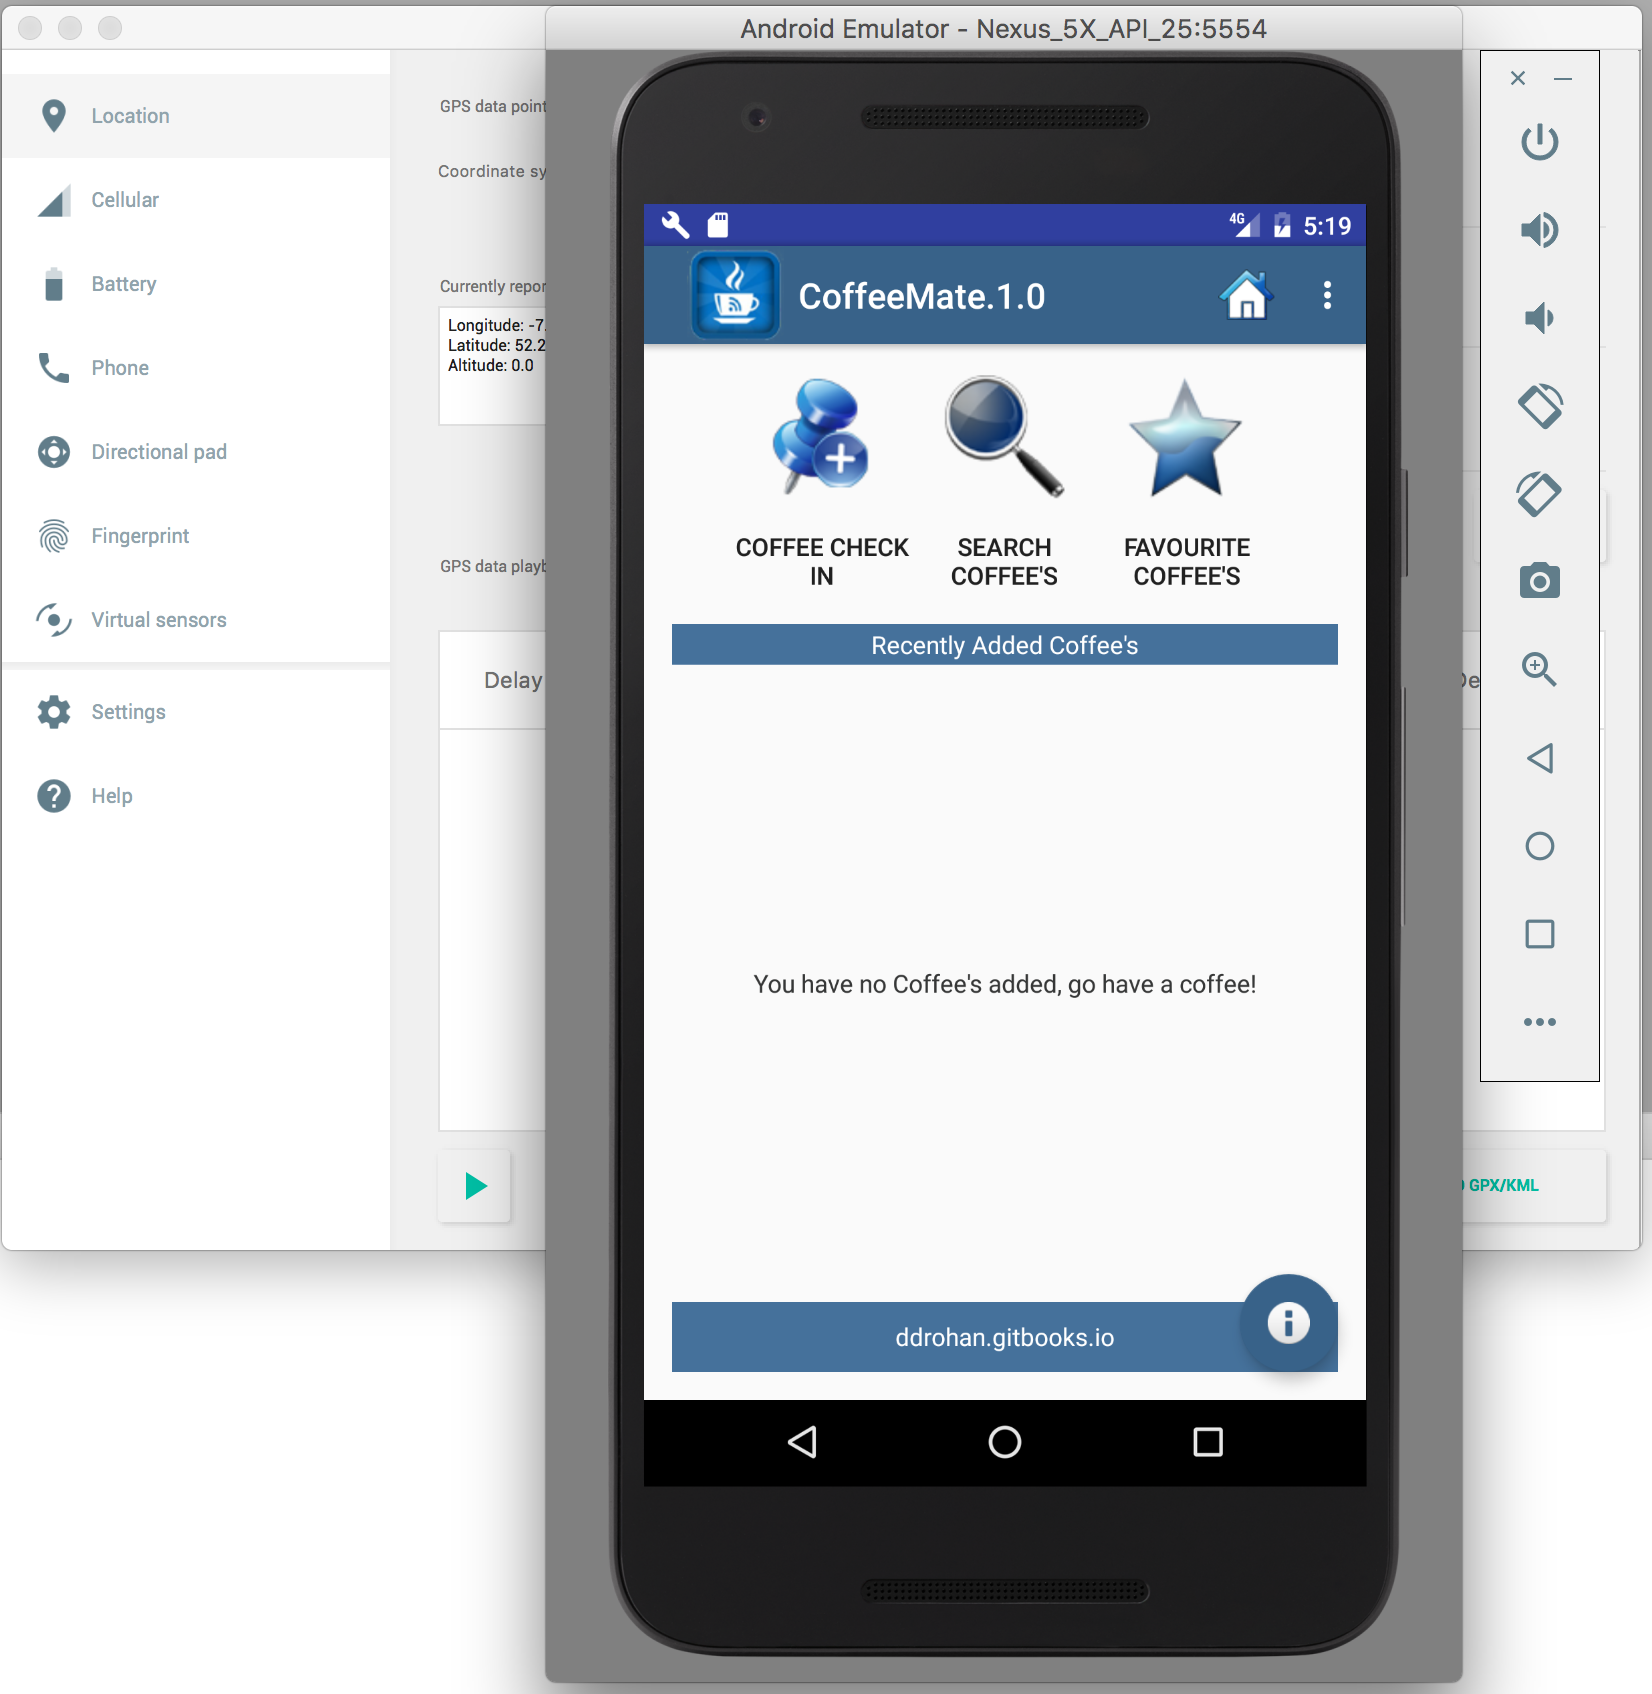 Android Emulator - Nexus_5X_API_25:5554
Location
Cellular
Battery
Phone
Directional pad
Fingerprint
Virtual sensors
Settings
Help
GPS data point
Coordinate sy
Currently repor
Longitude: -7.
Latitude: 52.2
Altitude: 0.0
GPS data playb
Delay
4G 5:19
CoffeeMate.1.0
COFFEE CHECK
IN
SEARCH
COFFEE'S
FAVOURITE
COFFEE'S
Recently Added Coffee's
You have no Coffee's added, go have a coffee!
ddrohan.gitbooks.io
De
GPX/KML